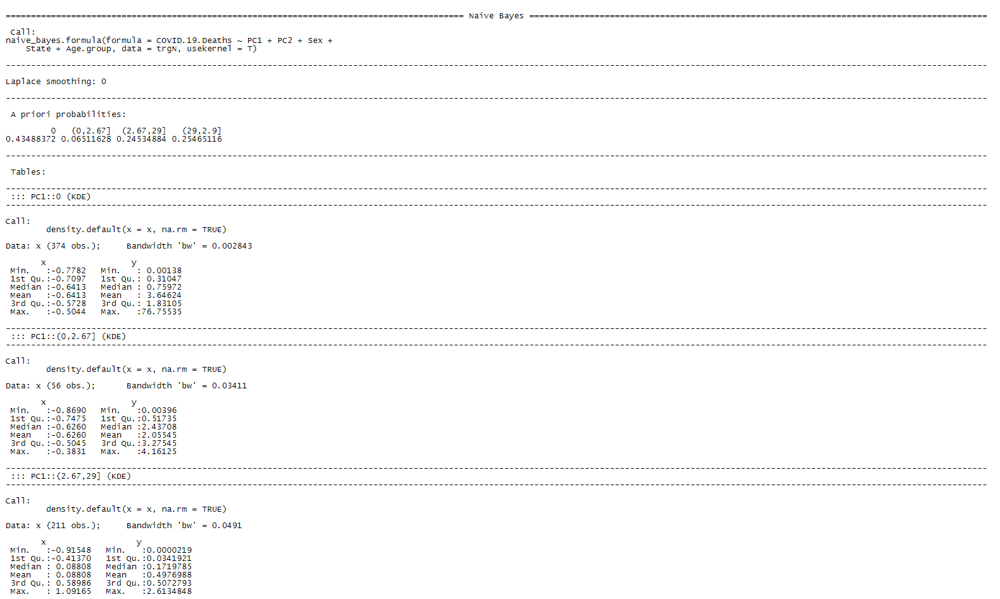 ================================ Naive Bayes ================================
Call:
naive_bayes.formula(formula = COVID.19.Deaths ~ PC1 + PC2 + Sex +
    State + Age.group, data = trgN, usekernel = T)
--------------------------------
Laplace smoothing: 0
--------------------------------
A priori probabilities:
         0   (0,2.67]  (2.67,29]   (29,2.9]
0.43488372 0.06511628 0.24534884 0.25465116
--------------------------------
Tables:
--------------------------------
::: PC1::0 (KDE)
--------------------------------
Call:
        density.default(x = x, na.rm = TRUE)
Data: x (374 obs.);     Bandwidth 'bw' = 0.002843
       x                 y
 Min.   :-0.7782   Min.   : 0.00138
 1st Qu.:-0.7097   1st Qu.: 0.31047
 Median :-0.6413   Median : 0.75972
 Mean   :-0.6413   Mean   : 3.64624
 3rd Qu.:-0.5728   3rd Qu.: 1.83105
 Max.   :-0.5044   Max.   :76.75535
--------------------------------
::: PC1::(0,2.67] (KDE)
--------------------------------
Call:
        density.default(x = x, na.rm = TRUE)
Data: x (56 obs.);      Bandwidth 'bw' = 0.03411
       x                 y
 Min.   :-0.8690   Min.   :0.00396
 1st Qu.:-0.7475   1st Qu.:0.51735
 Median :-0.6260   Median :2.43708
 Mean   :-0.6260   Mean   :2.05545
 3rd Qu.:-0.5045   3rd Qu.:3.27545
 Max.   :-0.3831   Max.   :4.16125
--------------------------------
::: PC1::(2.67,29] (KDE)
--------------------------------
Call:
        density.default(x = x, na.rm = TRUE)
Data: x (211 obs.);     Bandwidth 'bw' = 0.0491
       x                  y
 Min.   :-0.91548   Min.   :0.0000219
 1st Qu.:-0.41370   1st Qu.:0.0341921
 Median : 0.08808   Median :0.1719785
 Mean   : 0.08808   Mean   :0.4976988
 3rd Qu.: 0.58986   3rd Qu.:0.5072793
 Max.   : 1.09165   Max.   :2.6134848